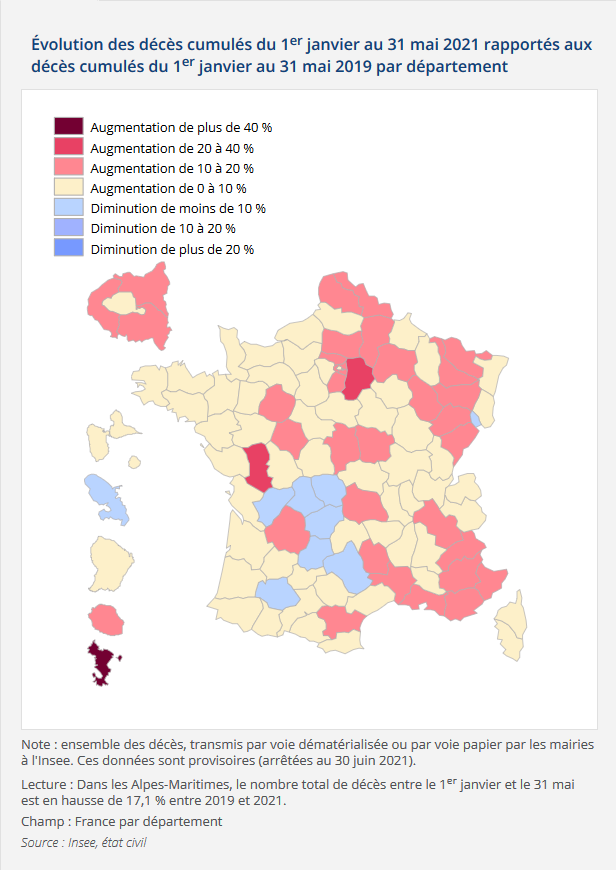 Évolution des décès cumulés du 1er janvier au 31 mai 2021 rapportés aux
décès cumulés du 1er janvier au 31 mai 2019 par département
Augmentation de plus de 40 %
Augmentation de 20 à 40 %
Augmentation de 10 à 20 %
Augmentation de 0 à 10 %
Diminution de moins de 10 %
Diminution de 10 à 20 %
Diminution de plus de 20 %
Note : ensemble des décès, transmis par voie dématérialisée ou par voie papier par les mairies
à l'Insee. Ces données sont provisoires (arrêtées au 30 juin 2021).
Lecture : Dans les Alpes-Maritimes, le nombre total de décès entre le 1er janvier et le 31 mai
est en hausse de 17,1 % entre 2019 et 2021.
Champ : France par département
Source : Insee, état civil